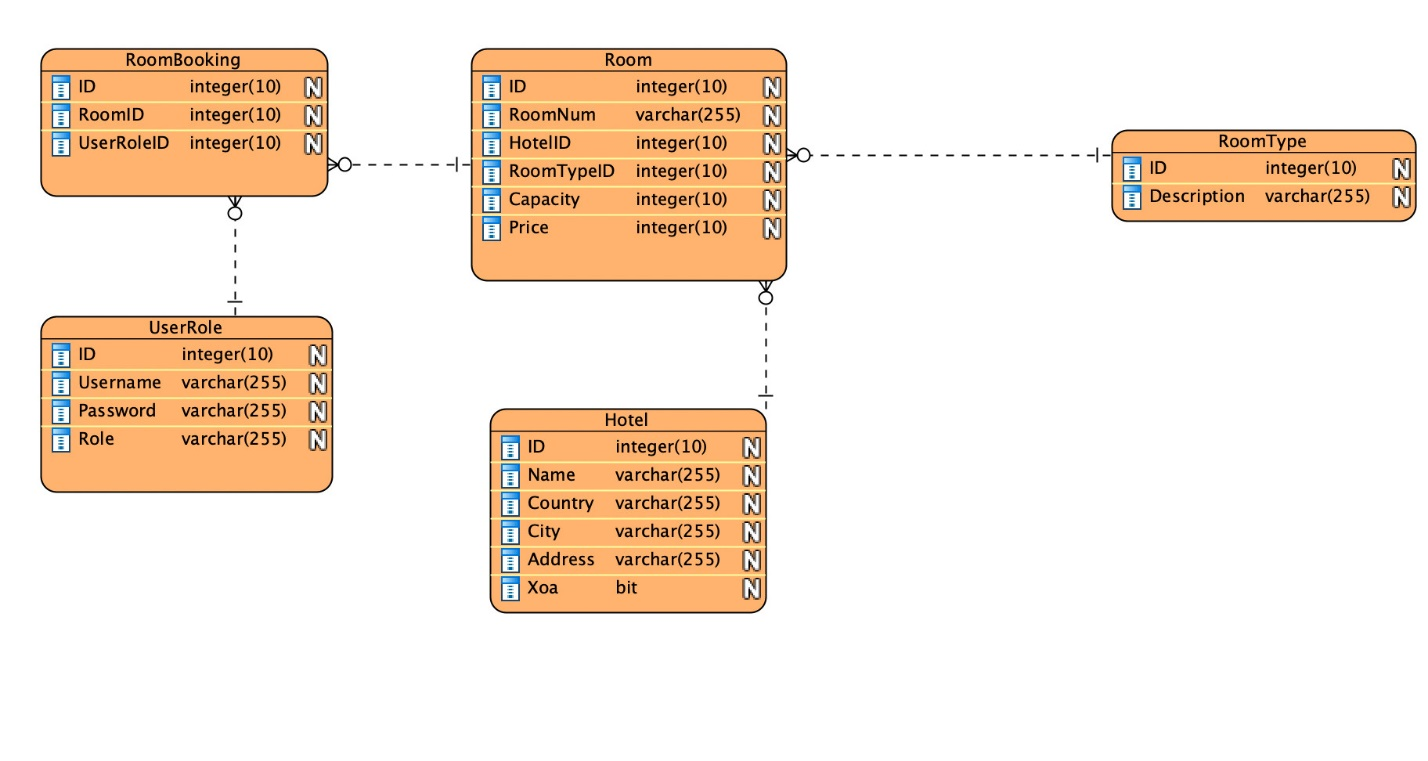 RoomBooking
ID integer(10) N
RoomID integer(10) N
UserRoleID integer(10) N
Room
ID integer(10) N
RoomNum varchar(255) N
HotelID integer(10) N
RoomTypeID integer(10) N
Capacity integer(10) N
Price integer(10) N
RoomType
ID integer(10) N
Description varchar(255) N
UserRole
ID integer(10) N
Username varchar(255) N
Password varchar(255) N
Role varchar(255) N
Hotel
ID integer(10) N
Name varchar(255) N
Country varchar(255) N
City varchar(255) N
Address varchar(255) N
Xoa bit N